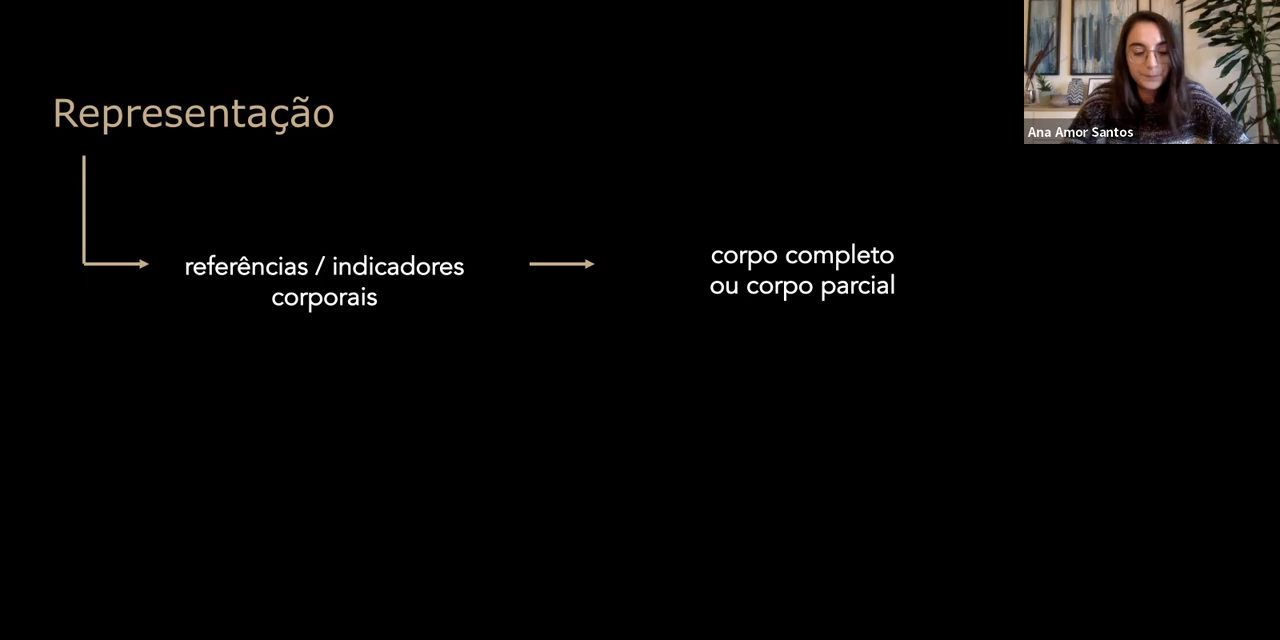 Representação
Ana Amor Santos
referências / indicadores
corporais
corpo completo
ou corpo parcial